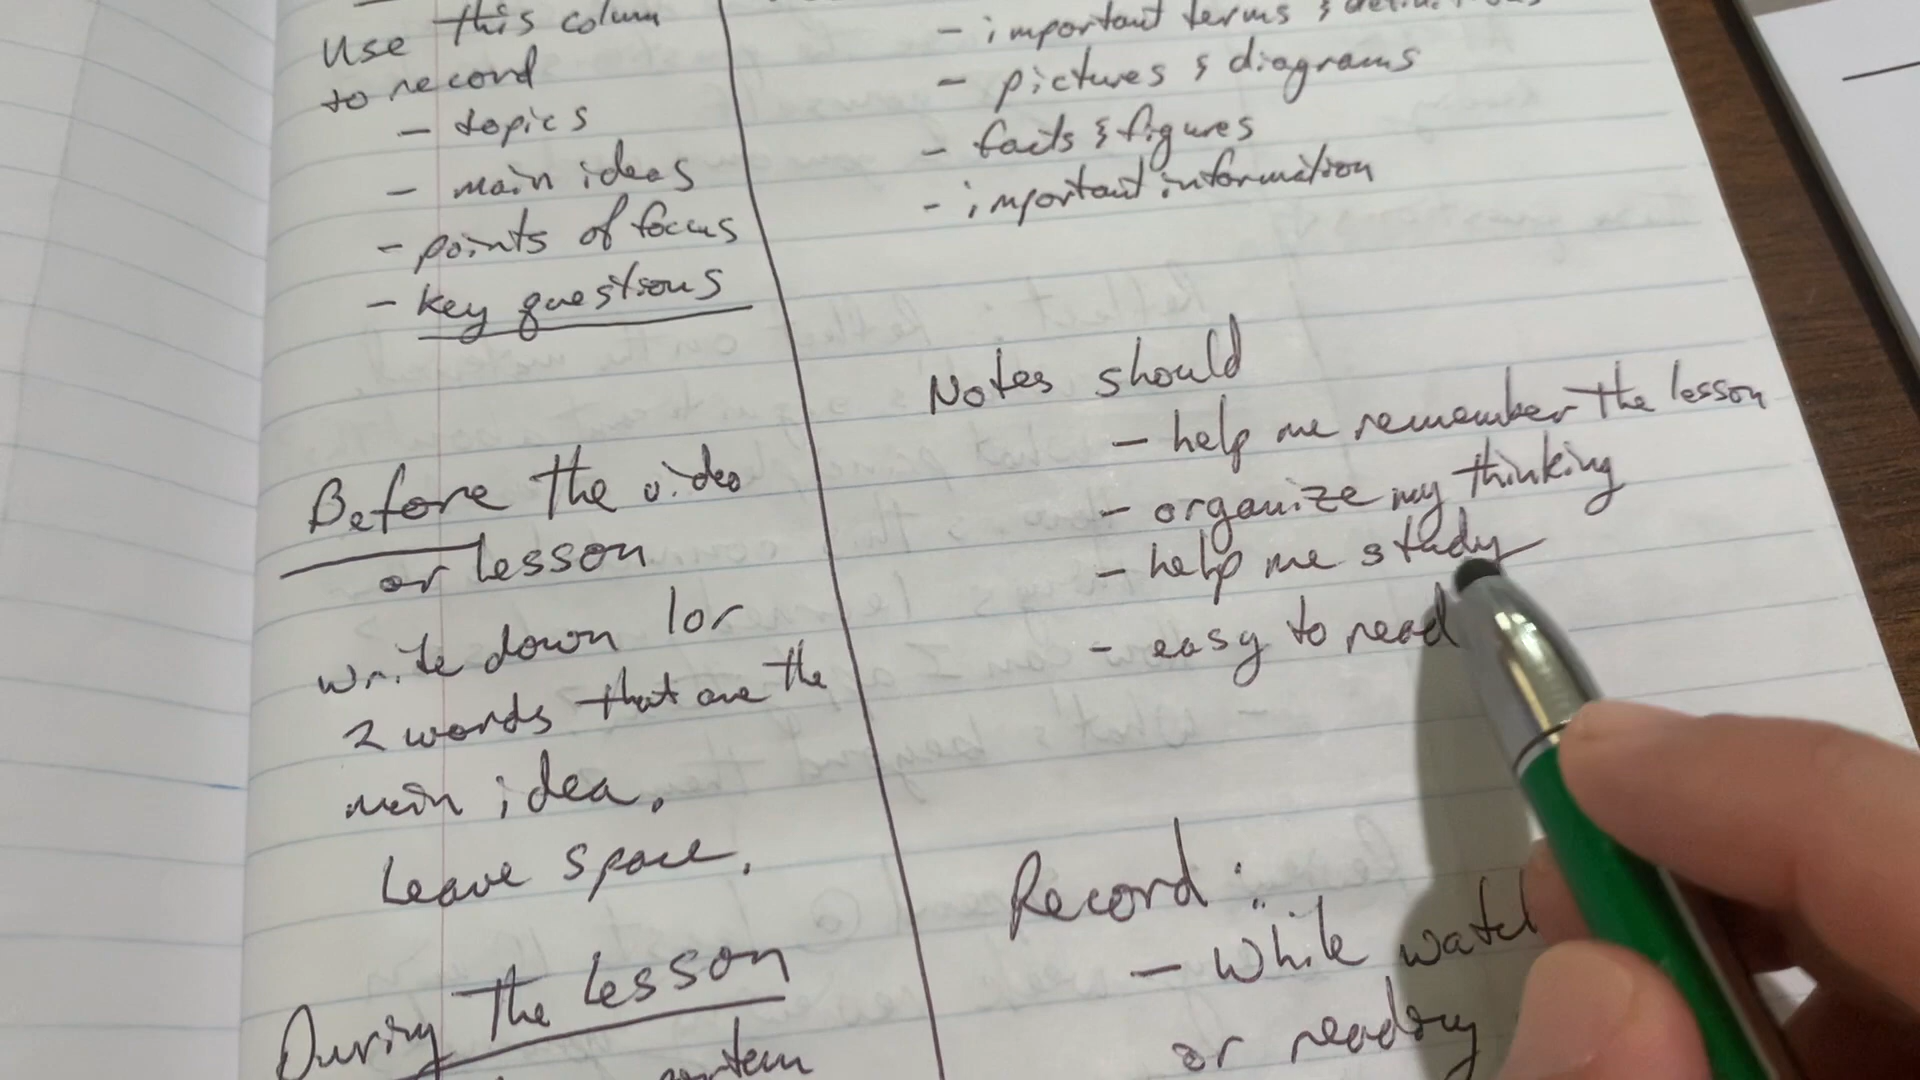 Use this column
to record
- topics
- main ideas
- points of focus
- key questions
Before the video
or lesson
write down 1 or
2 words that are the
main idea.
Leave space.
During the lesson
- important terms &
- pictures & diagrams
- facts & figures
- important information
Notes should
- help me remember the lesson
- organize my thinking
- help me study
- easy to read
Record:
- While watch
or reading